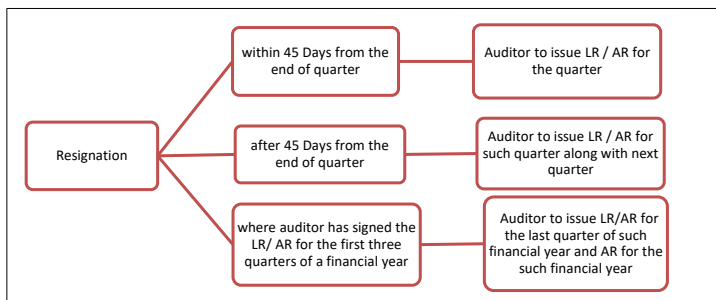 within 45 Days from the
end of quarter
Auditor to issue LR / AR for
the quarter
Resignation
after 45 Days from the
end of quarter
Auditor to issue LR / AR for
such quarter along with next
quarter
where auditor has signed the
LR/ AR for the first three
quarters of a financial year
Auditor to issue LR/AR for
the last quarter of such
financial year and AR for the
such financial year